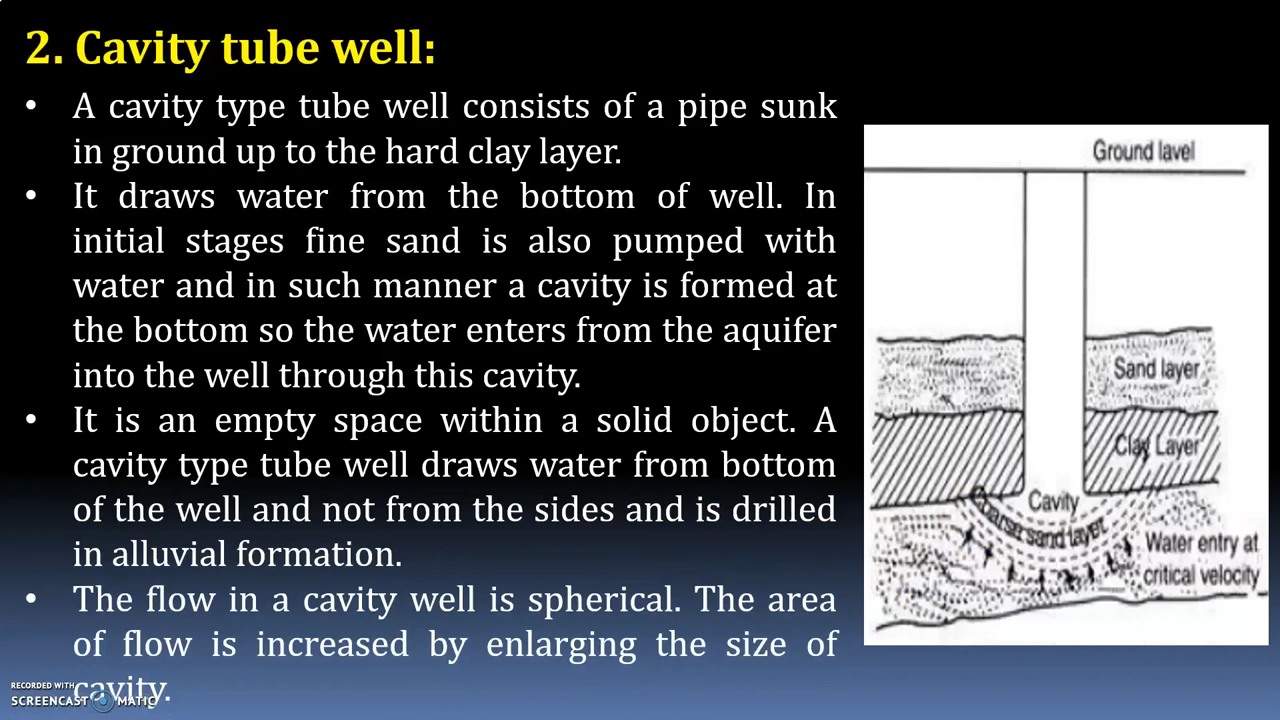 2. Cavity tube well:
• A cavity type tube well consists of a pipe sunk
in ground up to the hard clay layer.
• It draws water from the bottom of well. In
initial stages fine sand is also pumped with
water and in such manner a cavity is formed at
the bottom so the water enters from the aquifer
into the well through this cavity.
• It is an empty space within a solid object. A
cavity type tube well draws water from bottom
of the well and not from the sides and is drilled
in alluvial formation.
• The flow in a cavity well is spherical. The area
of flow is increased by enlarging the size of
cavity.
Ground lavel
Sand layer
Clay Layer
Cavity
Coarse sand layer
Water entry at
critical velocity
RECORDED WITH
SCREENCAST MATIC